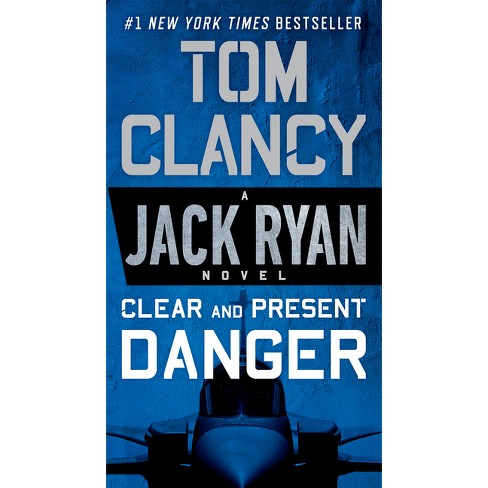 #1 NEW YORK TIMES BESTSELLER
TOM
CLANCY
A
JACK RYAN
NOVEL
CLEAR AND PRESENT
DANGER